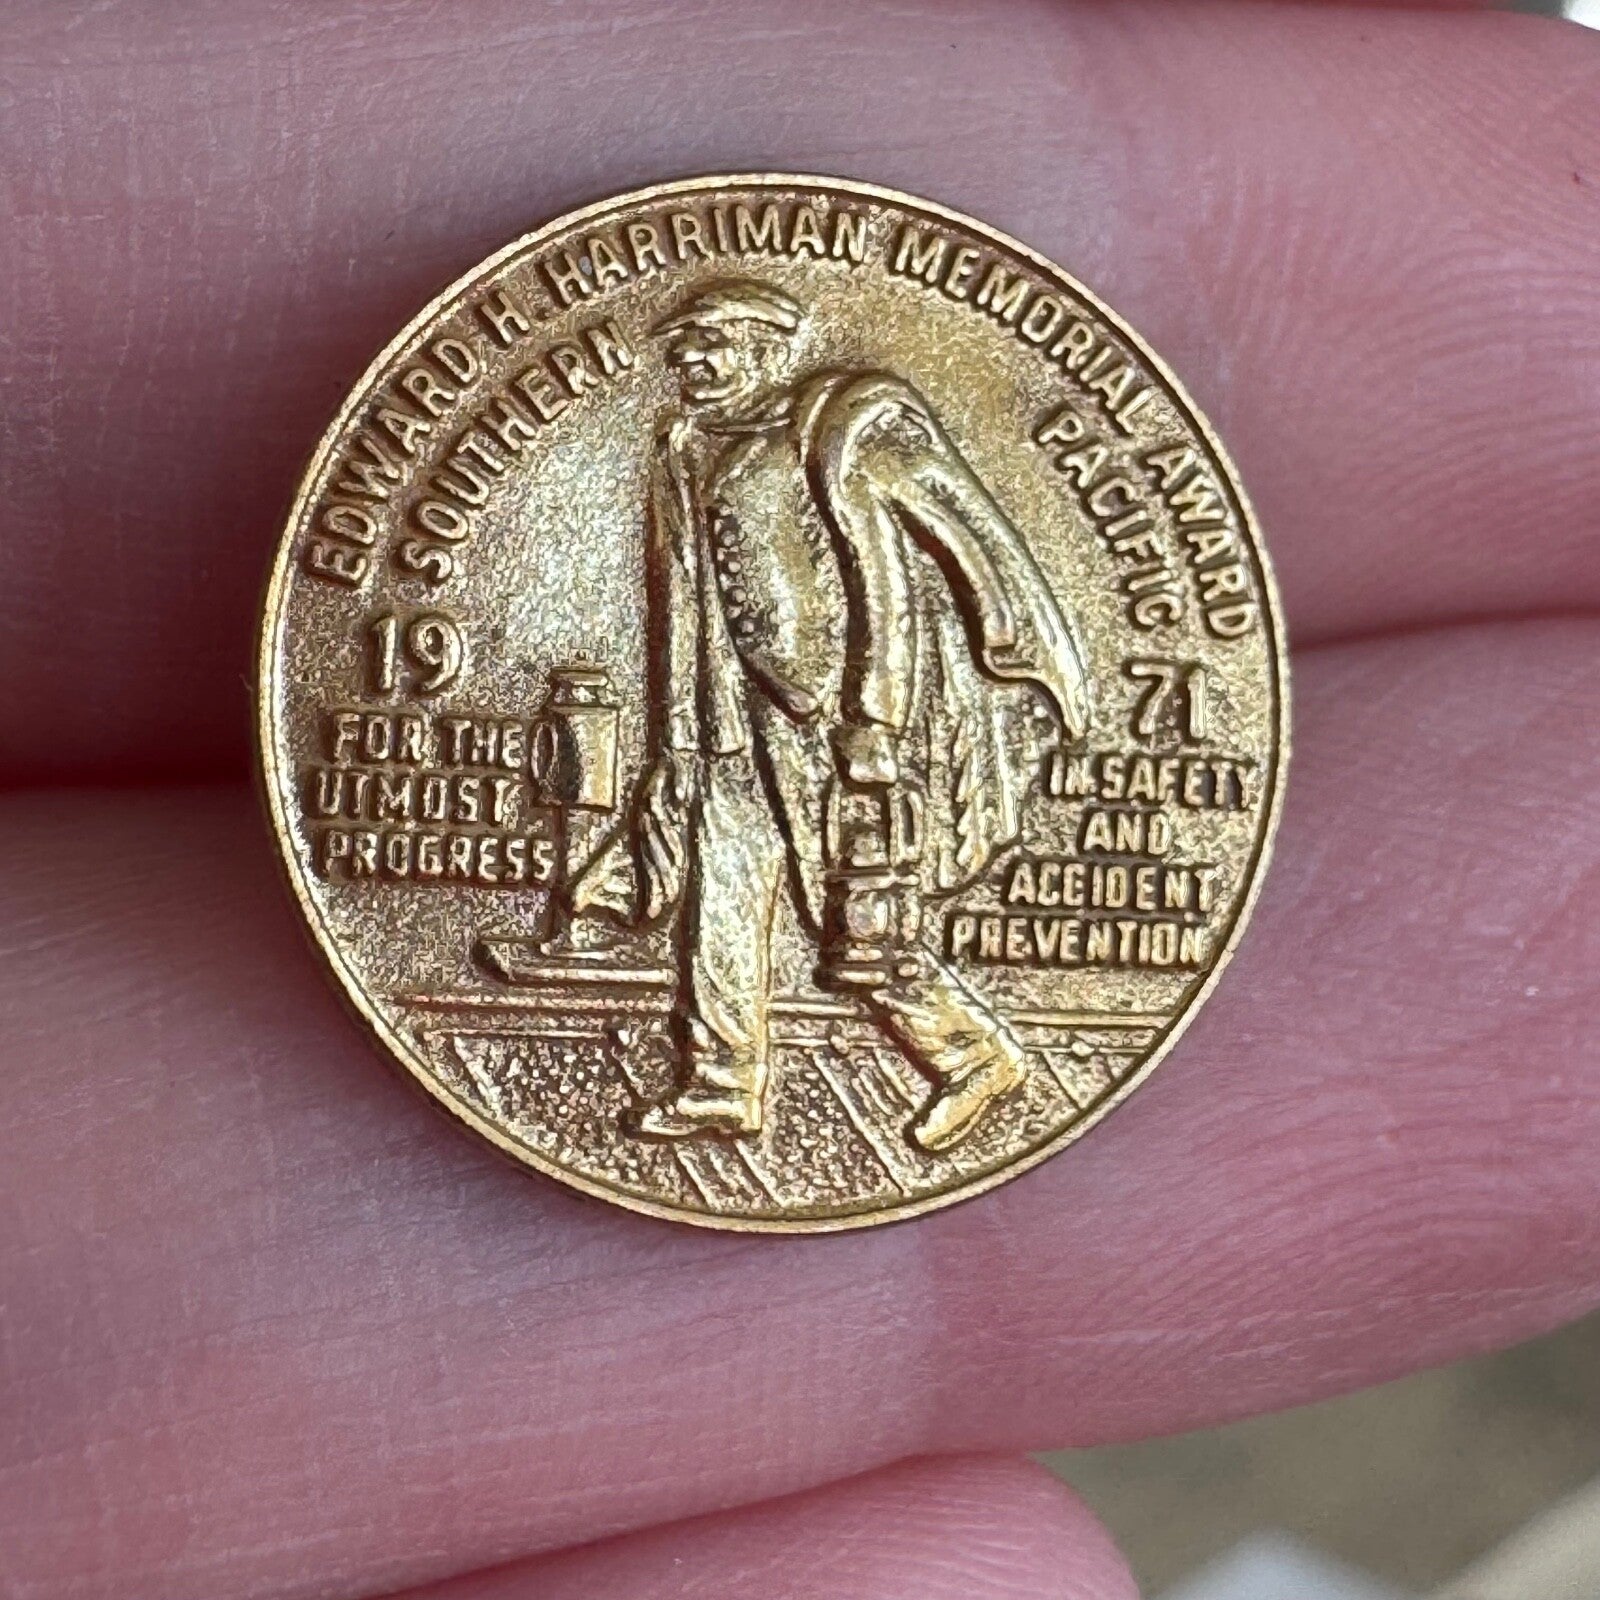 EDWARD H. HARRIMAN MEMORIAL AWARD
SOUTHERN PACIFIC
19 71
FOR THE
UTMOST
PROGRESS
IN SAFETY
AND
ACCIDENT
PREVENTION